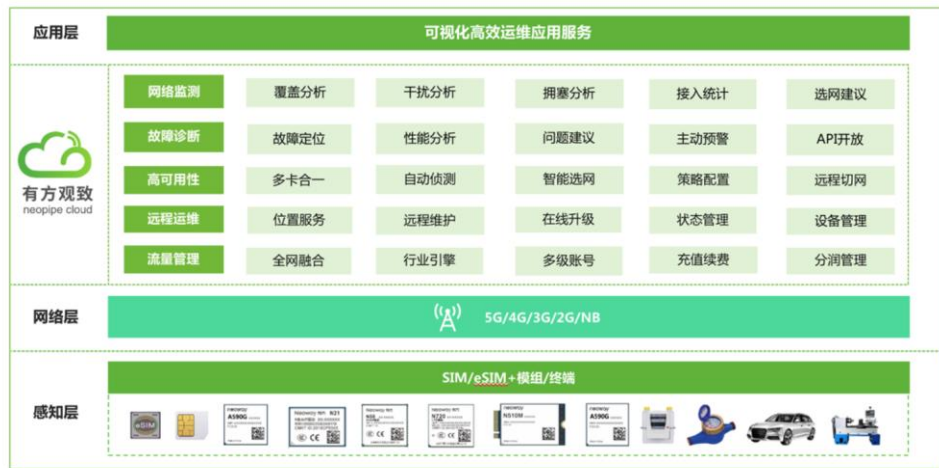 应用层
可视化高效运维应用服务
网络监测 覆盖分析 干扰分析 拥塞分析 接入统计 选网建议
故障诊断 故障定位 性能分析 问题建议 主动预警 API开放
有方观致
neopipe cloud
高可用性 多卡合一 自动侦测 智能选网 策略配置 远程切网
远程运维 位置服务 远程维护 在线升级 状态管理 设备管理
流量管理 全网融合 行业引擎 多级账号 充值续费 分润管理
网络层
5G/4G/3G/2G/NB
感知层
SIM/eSIM+模组/终端
eSIM
neoway
A590G
Neoway N21
neoway
Neoway
N720
neoway
N510M
neoway
A590G